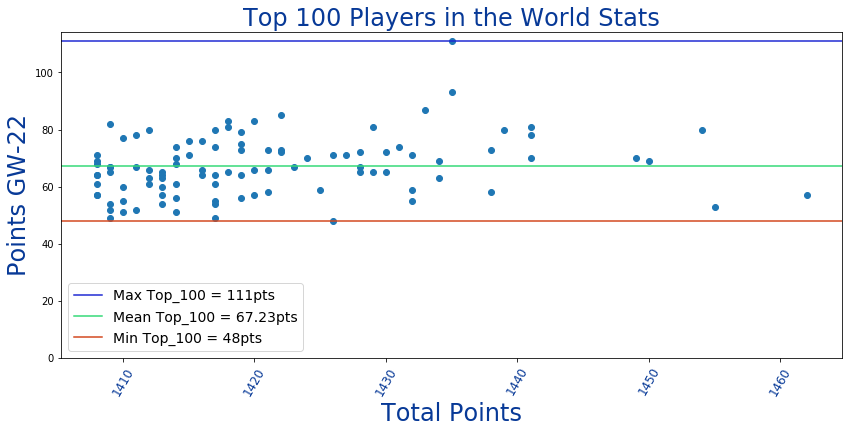 Top 100 Players in the World Stats
Points GW-22
100
80
60
40
20
0
Max Top_100 = 111pts
Mean Top_100 = 67.23pts
Min Top_100 = 48pts
1410 1420 1430 1440 1450 1460
Total Points